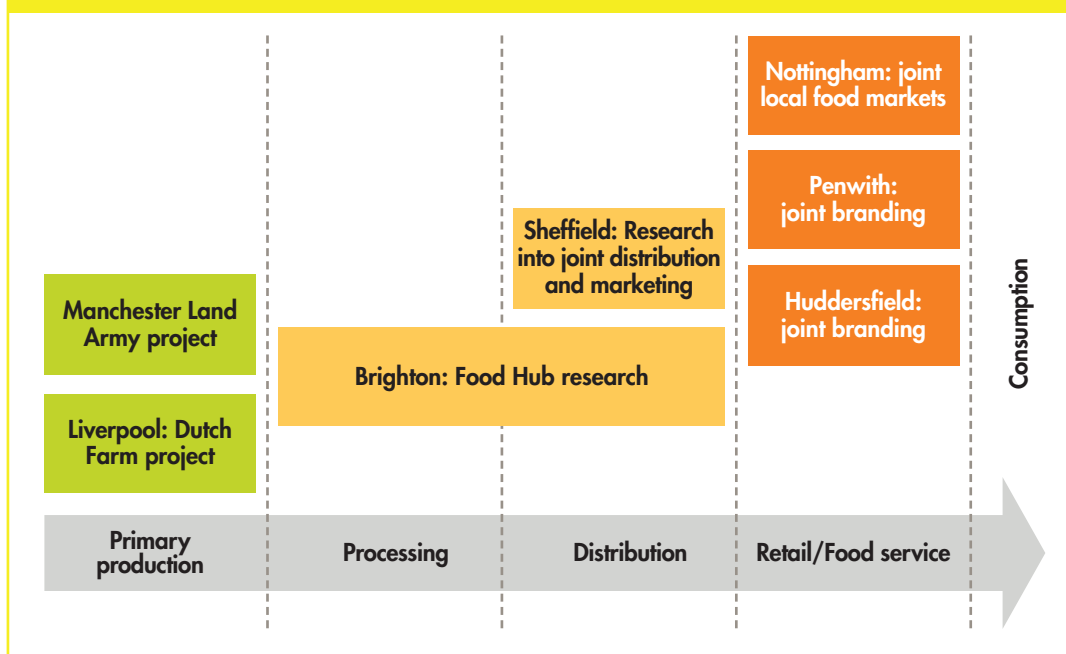 Nottingham: joint
local food markets
Penwith:
joint branding
Sheffield: Research
into joint distribution
and marketing
Huddersfield:
joint branding
Manchester Land
Army project
Brighton: Food Hub research
Liverpool: Dutch
Farm project
Consumption
Primary
production
Processing
Distribution
Retail/Food service